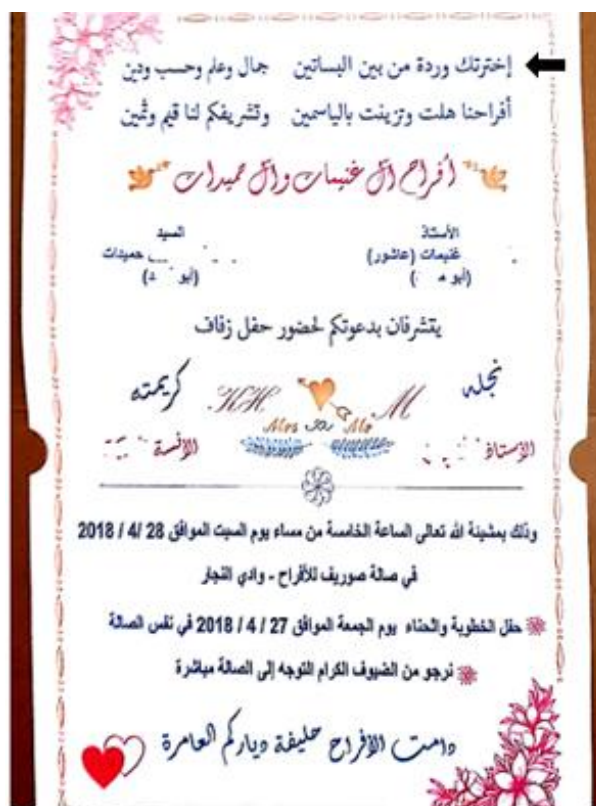 إخترتك وردة من بين البساتين جمال وعلم وحسب ودين
أفراحنا هلت وتزينت بالياسمين وتشريفكم لنا قيم وثمين
أفراح آل غنيمات وآل حميدات
الأستاذ السيد
غنيمات (عاشور) حميدات
(أبو م ) (أبو د)
يتشرفان بدعوتكم لحضور حفل زفاف
نجله كريمته
KH M
Mrs Mr
الأستاذ الآنسة
وذلك بمشيئة الله تعالى الساعة الخامسة من مساء يوم السبت الموافق 28 /4 / 2018
في صالة صوريف للأفراح - وادي النجار
حفل الخطوبة والحناء يوم الجمعة الموافق 27 / 4 / 2018 في نفس الصالة
نرجو من الضيوف الكرام التوجه إلى الصالة مباشرة
دامت الأفراح حليفة دياركم العامرة